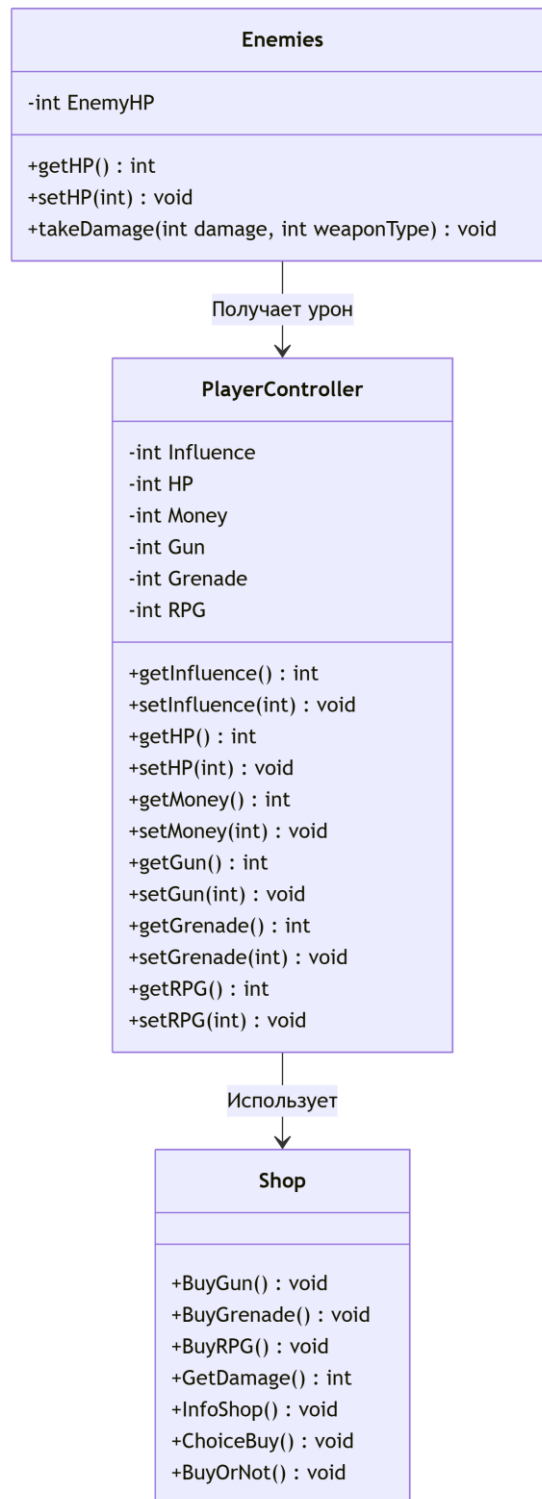 Enemies
-int EnemyHP
+getHP() : int
+setHP(int) : void
+takeDamage(int damage, int weaponType) : void
Получает урон
PlayerController
-int Influence
-int HP
-int Money
-int Gun
-int Grenade
-int RPG
+getInfluence() : int
+setInfluence(int) : void
+getHP() : int
+setHP(int) : void
+getMoney() : int
+setMoney(int) : void
+getGun() : int
+setGun(int) : void
+getGrenade() : int
+setGrenade(int) : void
+getRPG() : int
+setRPG(int) : void
Использует
Shop
+BuyGun() : void
+BuyGrenade() : void
+BuyRPG() : void
+GetDamage() : int
+InfoShop() : void
+ChoiceBuy() : void
+BuyOrNot() : void